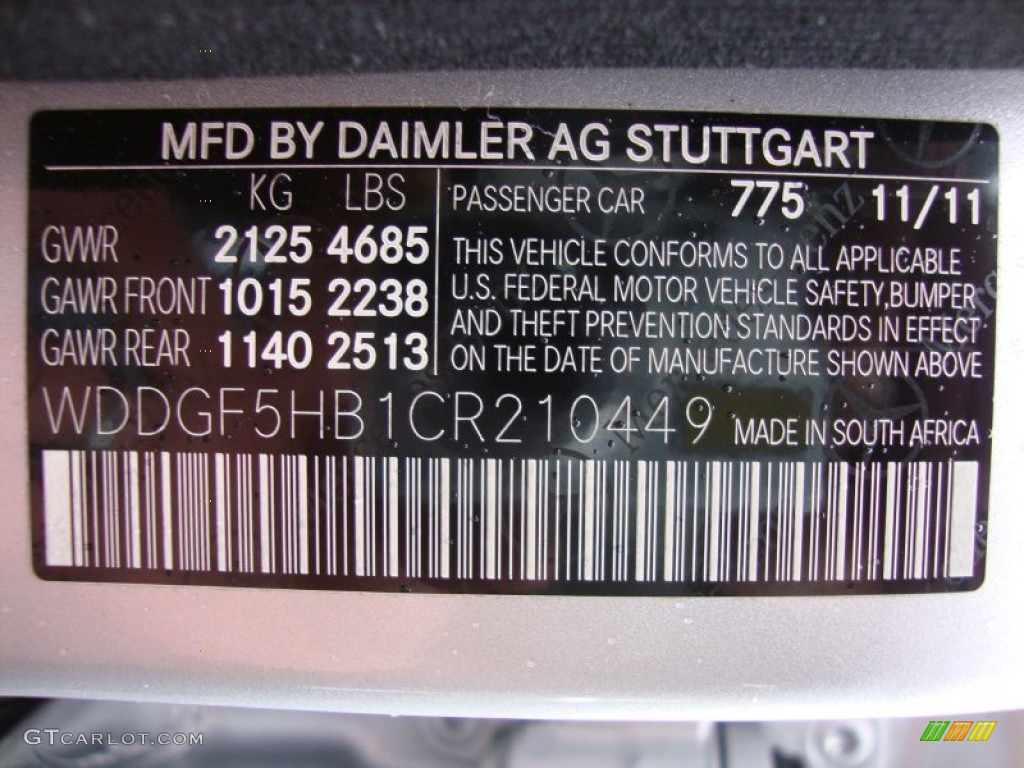 MFD BY DAIMLER AG STUTTGART
KG LBS
GVWR 2125 4685
GAWR FRONT 1015 2238
GAWR REAR 1140 2513
PASSENGER CAR 775 11/11
THIS VEHICLE CONFORMS TO ALL APPLICABLE
U.S. FEDERAL MOTOR VEHICLE SAFETY,BUMPER
AND THEFT PREVENTION STANDARDS IN EFFECT
ON THE DATE OF MANUFACTURE SHOWN ABOVE
WDDGF5HB1CR210449 MADE IN SOUTH AFRICA
GTCARLOT.COM